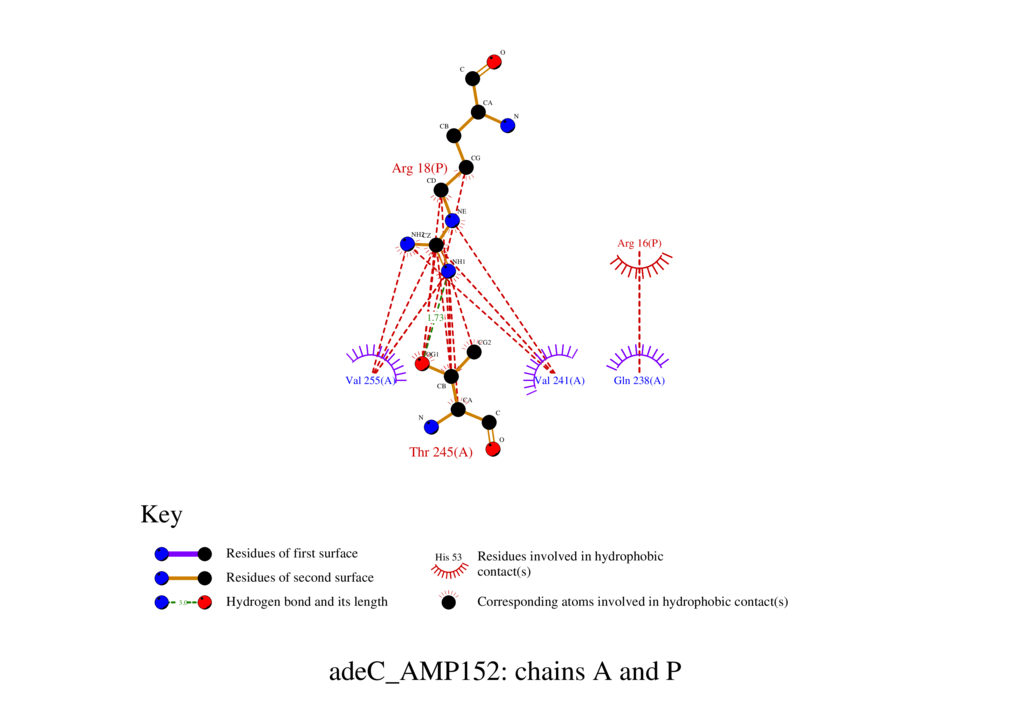 O
C
CA
N
CB
CG
Arg 18(P)
CD
NE
NH2
CZ
Arg 16(P)
NH1
1.73
CG2
OG1
Val 255(A)
Val 241(A)
Gln 238(A)
CB
CA
N
C
O
Thr 245(A)
Key
Residues of first surface
His 53
Residues involved in hydrophobic
contact(s)
Residues of second surface
3.0
Hydrogen bond and its length
Corresponding atoms involved in hydrophobic contact(s)
adeC_AMP152: chains A and P